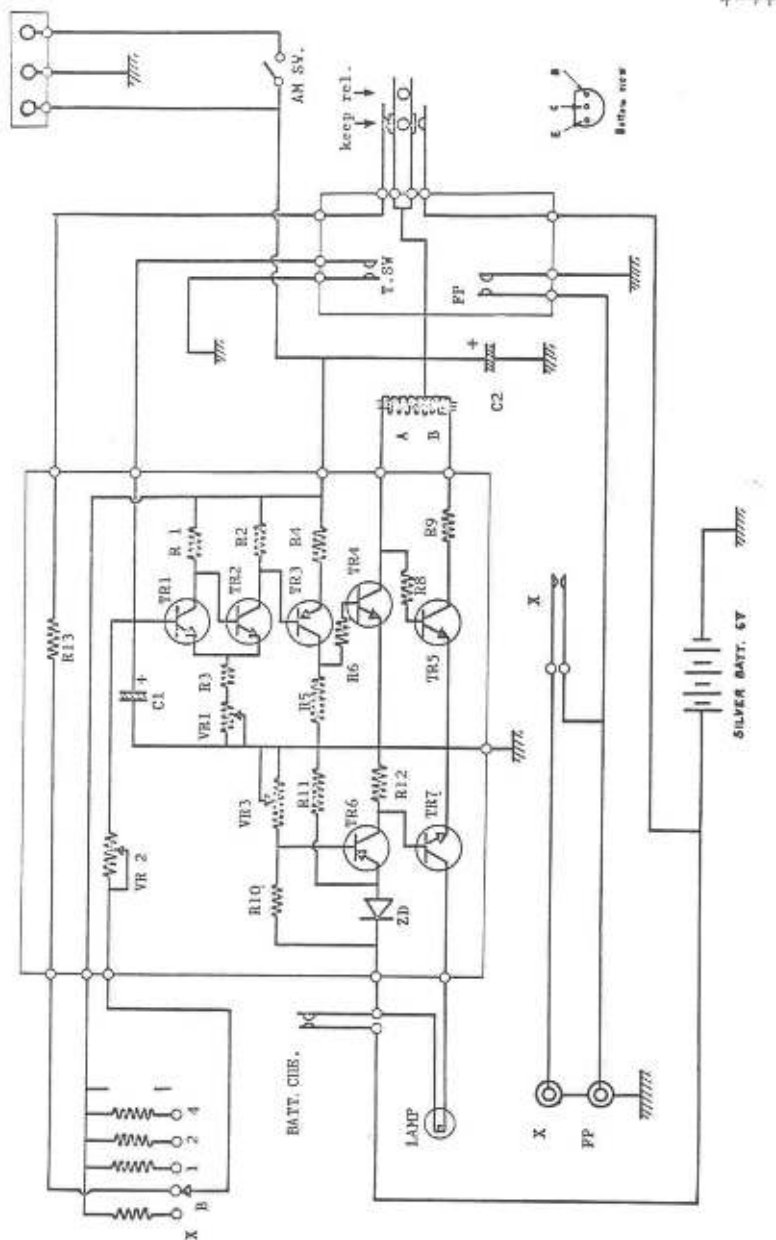 AM SW.
keep rel.
E C B
Bottom view
R13
T.SW
FP
C2
A
B
R 1
R2
R4
TR1
TR2
TR3
TR4
R8
R9
C1
R3
VR1
R5
R6
TR5
VR 2
VR3
R11
R12
TR6
TR7
R10
ZD
BATT. CHE.
LAMP
X B 1 2 4
X
X
FP
SILVER BATT. 6V